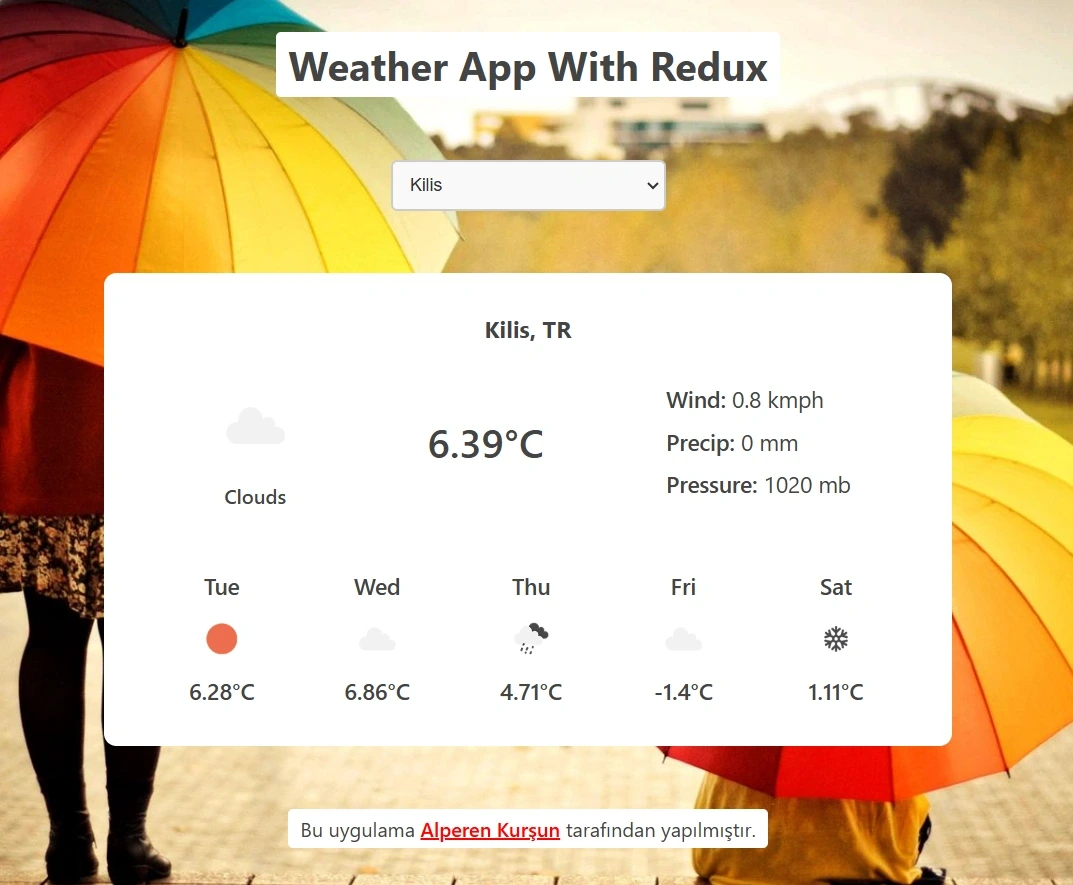 Weather App With Redux
Kilis
Kilis, TR
Clouds
6.39°C
Wind: 0.8 kmph
Precip: 0 mm
Pressure: 1020 mb
Tue Wed Thu Fri Sat
6.28°C 6.86°C 4.71°C -1.4°C 1.11°C
Bu uygulama Alperen Kurşun tarafından yapılmıştır.